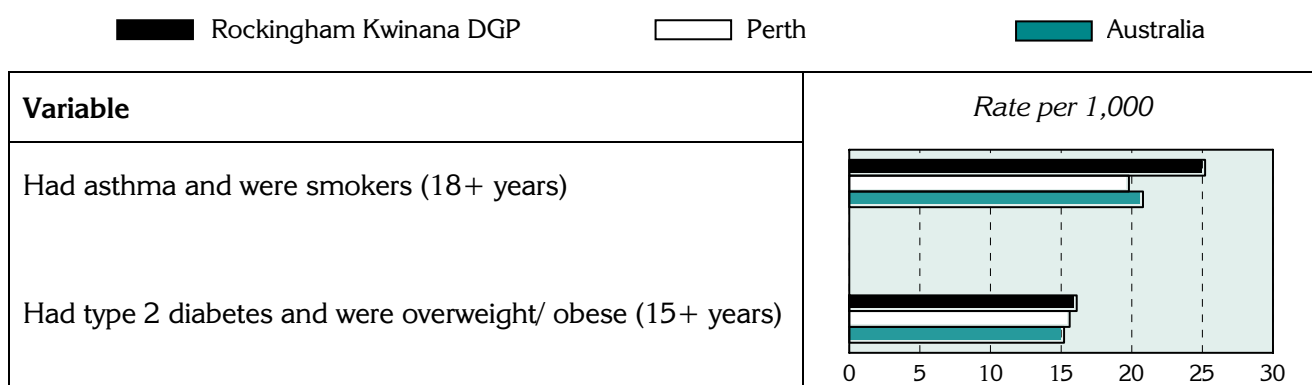 Rockingham Kwinana DGP Perth Australia
Variable Rate per 1,000
Had asthma and were smokers (18+ years)
Had type 2 diabetes and were overweight/ obese (15+ years)
0 5 10 15 20 25 30